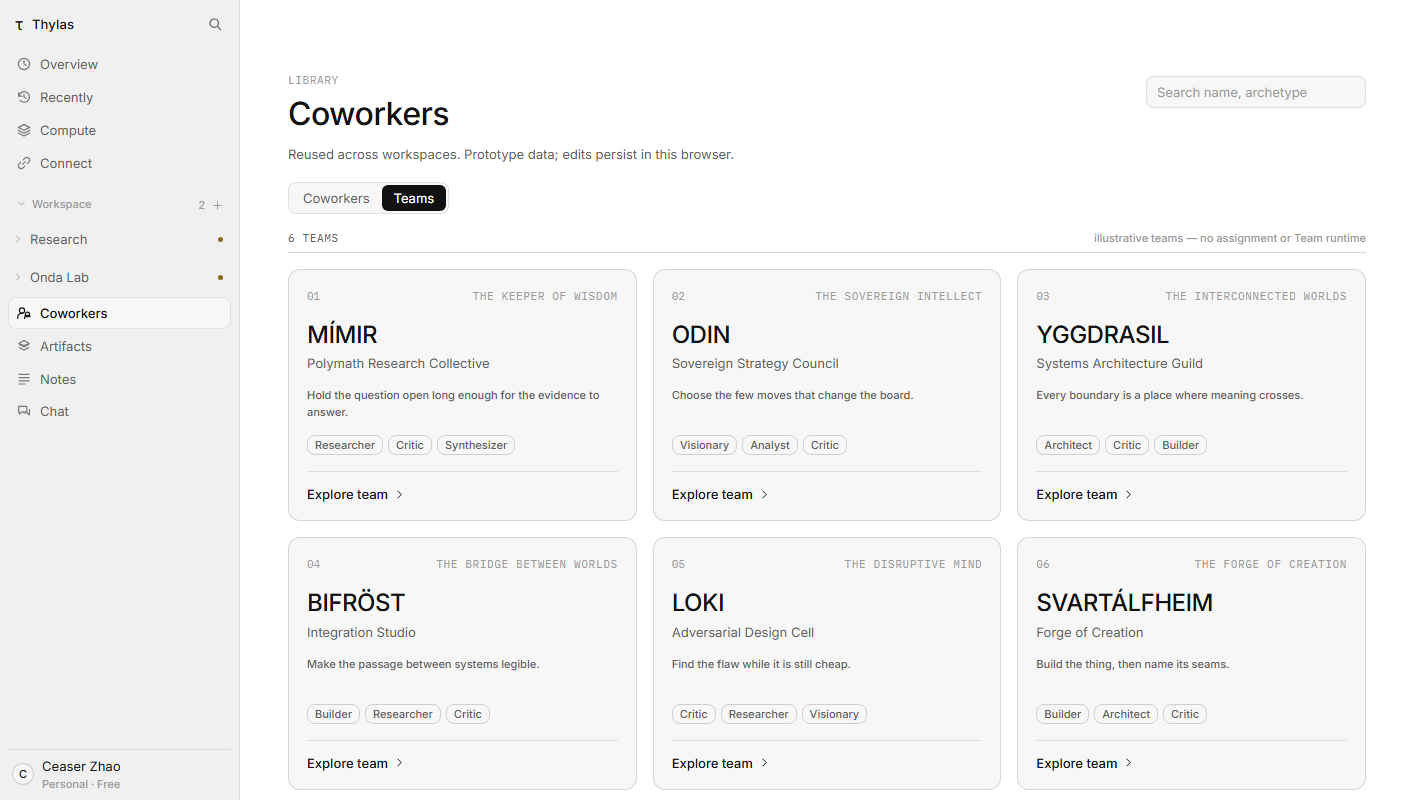 τ Thylas
Overview
Recently
Compute
Connect
Workspace 2 +
Research
Onda Lab
Coworkers
Artifacts
Notes
Chat
C
Ceaser Zhao
Personal · Free
LIBRARY
Coworkers
Search name, archetype
Reused across workspaces. Prototype data; edits persist in this browser.
Coworkers Teams
6 TEAMS
illustrative teams — no assignment or Team runtime
01 THE KEEPER OF WISDOM
MÍMIR
Polymath Research Collective
Hold the question open long enough for the evidence to
answer.
Researcher Critic Synthesizer
Explore team
02 THE SOVEREIGN INTELLECT
ODIN
Sovereign Strategy Council
Choose the few moves that change the board.
Visionary Analyst Critic
Explore team
03 THE INTERCONNECTED WORLDS
YGGDRASIL
Systems Architecture Guild
Every boundary is a place where meaning crosses.
Architect Critic Builder
Explore team
04 THE BRIDGE BETWEEN WORLDS
BIFRÖST
Integration Studio
Make the passage between systems legible.
Builder Researcher Critic
Explore team
05 THE DISRUPTIVE MIND
LOKI
Adversarial Design Cell
Find the flaw while it is still cheap.
Critic Researcher Visionary
Explore team
06 THE FORGE OF CREATION
SVARTÁLFHEIM
Forge of Creation
Build the thing, then name its seams.
Builder Architect Critic
Explore team